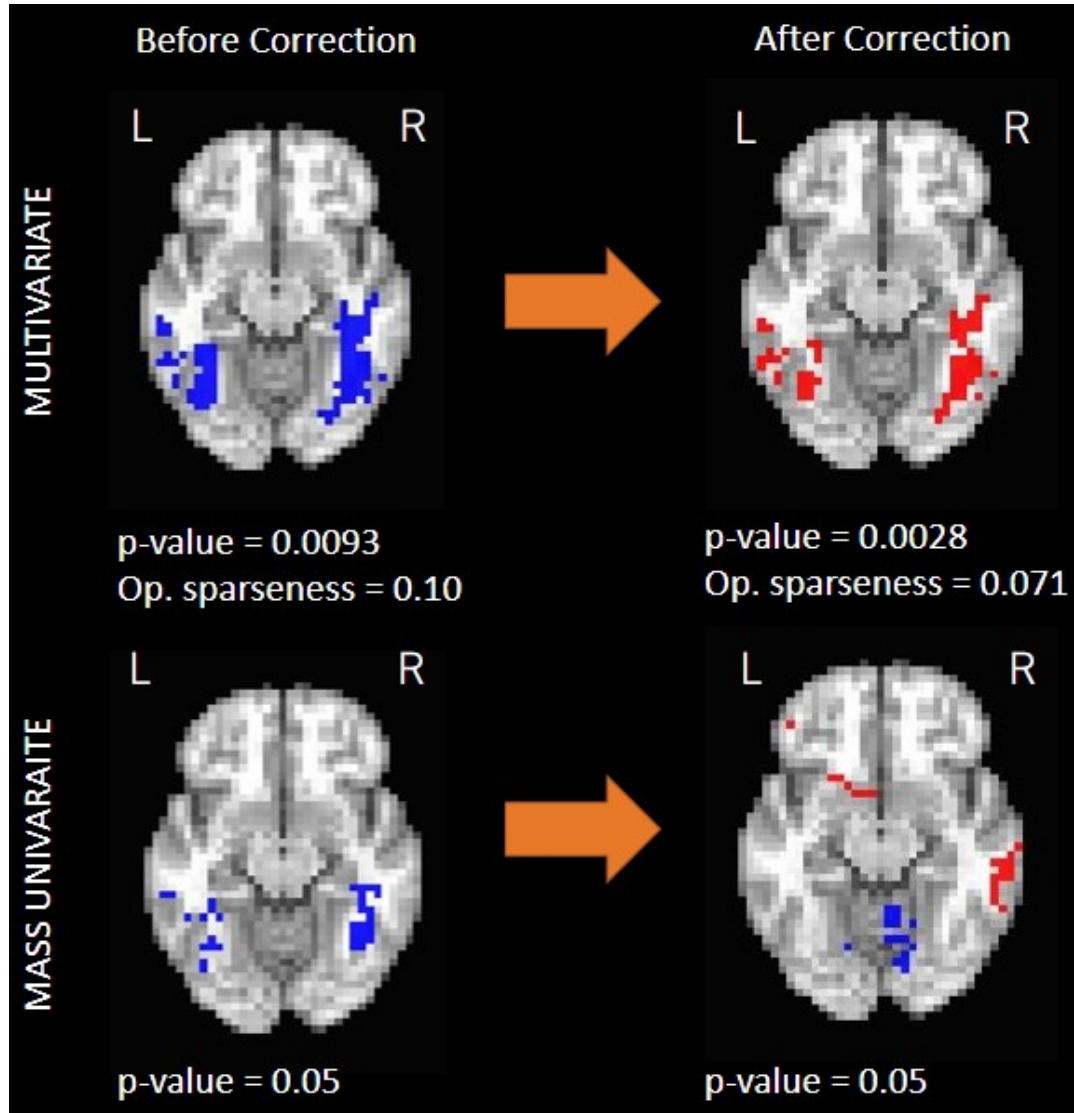 Before Correction
After Correction
L R
L R
MULTIVARIATE
p-value = 0.0093
Op. sparseness = 0.10
p-value = 0.0028
Op. sparseness = 0.071
L R
L R
MASS UNIVARAITE
p-value = 0.05
p-value = 0.05